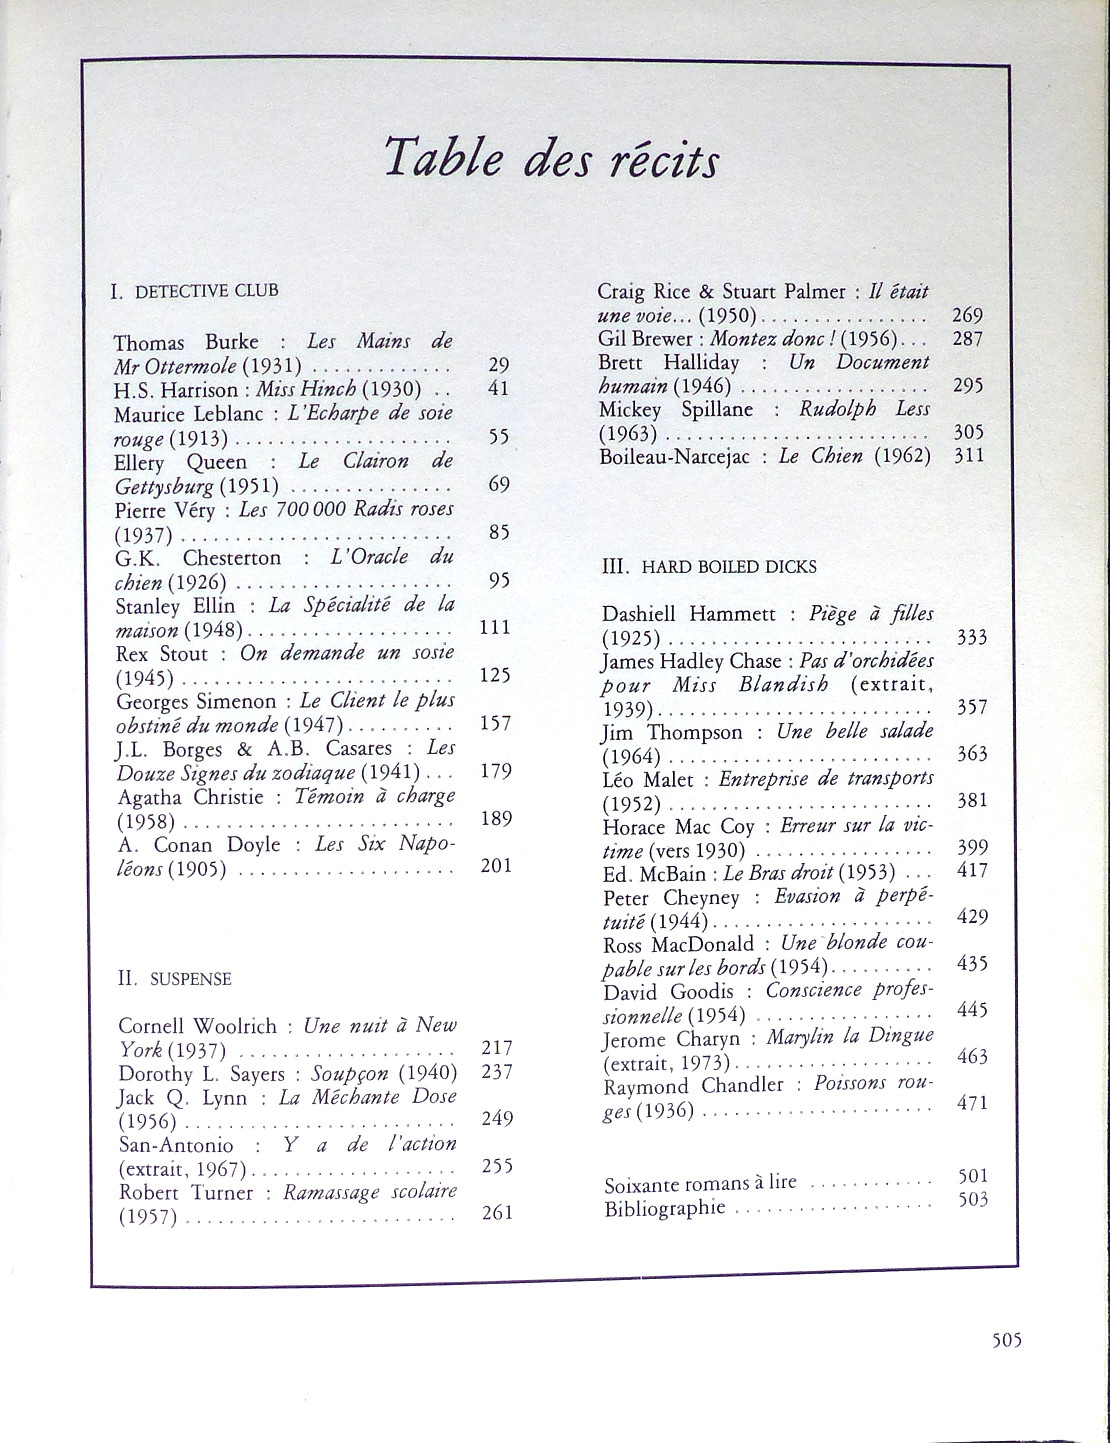 Table des récits
I. DETECTIVE CLUB
Thomas Burke : Les Mains de
Mr Ottermole (1931) ............. 29
H.S. Harrison : Miss Hinch (1930) .. 41
Maurice Leblanc : L'Echarpe de soie
rouge (1913) .................... 55
Ellery Queen : Le Clairon de
Gettysburg (1951) ............... 69
Pierre Véry : Les 700 000 Radis roses
(1937) ......................... 85
G.K. Chesterton : L'Oracle du
chien (1926) .................... 95
Stanley Ellin : La Spécialité de la
maison (1948) ................... 111
Rex Stout : On demande un sosie
(1945) ......................... 125
Georges Simenon : Le Client le plus
obstiné du monde (1947) .......... 157
J.L. Borges & A.B. Casares : Les
Douze Signes du zodiaque (1941) ... 179
Agatha Christie : Témoin à charge
(1958) ......................... 189
A. Conan Doyle : Les Six Napo-
léons (1905) .................... 201
II. SUSPENSE
Cornell Woolrich : Une nuit à New
York (1937) .................... 217
Dorothy L. Sayers : Soupçon (1940) 237
Jack Q. Lynn : La Méchante Dose
(1956) ......................... 249
San-Antonio : Y a de l'action
(extrait, 1967) ................... 255
Robert Turner : Ramassage scolaire
(1957) ......................... 261
Craig Rice & Stuart Palmer : Il était
une voie... (1950) ................ 269
Gil Brewer : Montez donc ! (1956) ... 287
Brett Halliday : Un Document
humain (1946) .................. 295
Mickey Spillane : Rudolph Less
(1963) ......................... 305
Boileau-Narcejac : Le Chien (1962) 311
III. HARD BOILED DICKS
Dashiell Hammett : Piège à filles
(1925) ......................... 333
James Hadley Chase : Pas d'orchidées
pour Miss Blandish (extrait,
1939) .......................... 357
Jim Thompson : Une belle salade
(1964) ......................... 363
Léo Malet : Entreprise de transports
(1952) ......................... 381
Horace Mac Coy : Erreur sur la vic-
time (vers 1930) ................. 399
Ed. McBain : Le Bras droit (1953) ... 417
Peter Cheyney : Evasion à perpé-
tuité (1944) ..................... 429
Ross MacDonald : Une blonde cou-
pable sur les bords (1954) .......... 435
David Goodis : Conscience profes-
sionnelle (1954) ................. 445
Jerome Charyn : Marylin la Dingue
(extrait, 1973) ................... 463
Raymond Chandler : Poissons rou-
ges (1936) ...................... 471
Soixante romans à lire ............ 501
Bibliographie ................... 503
505